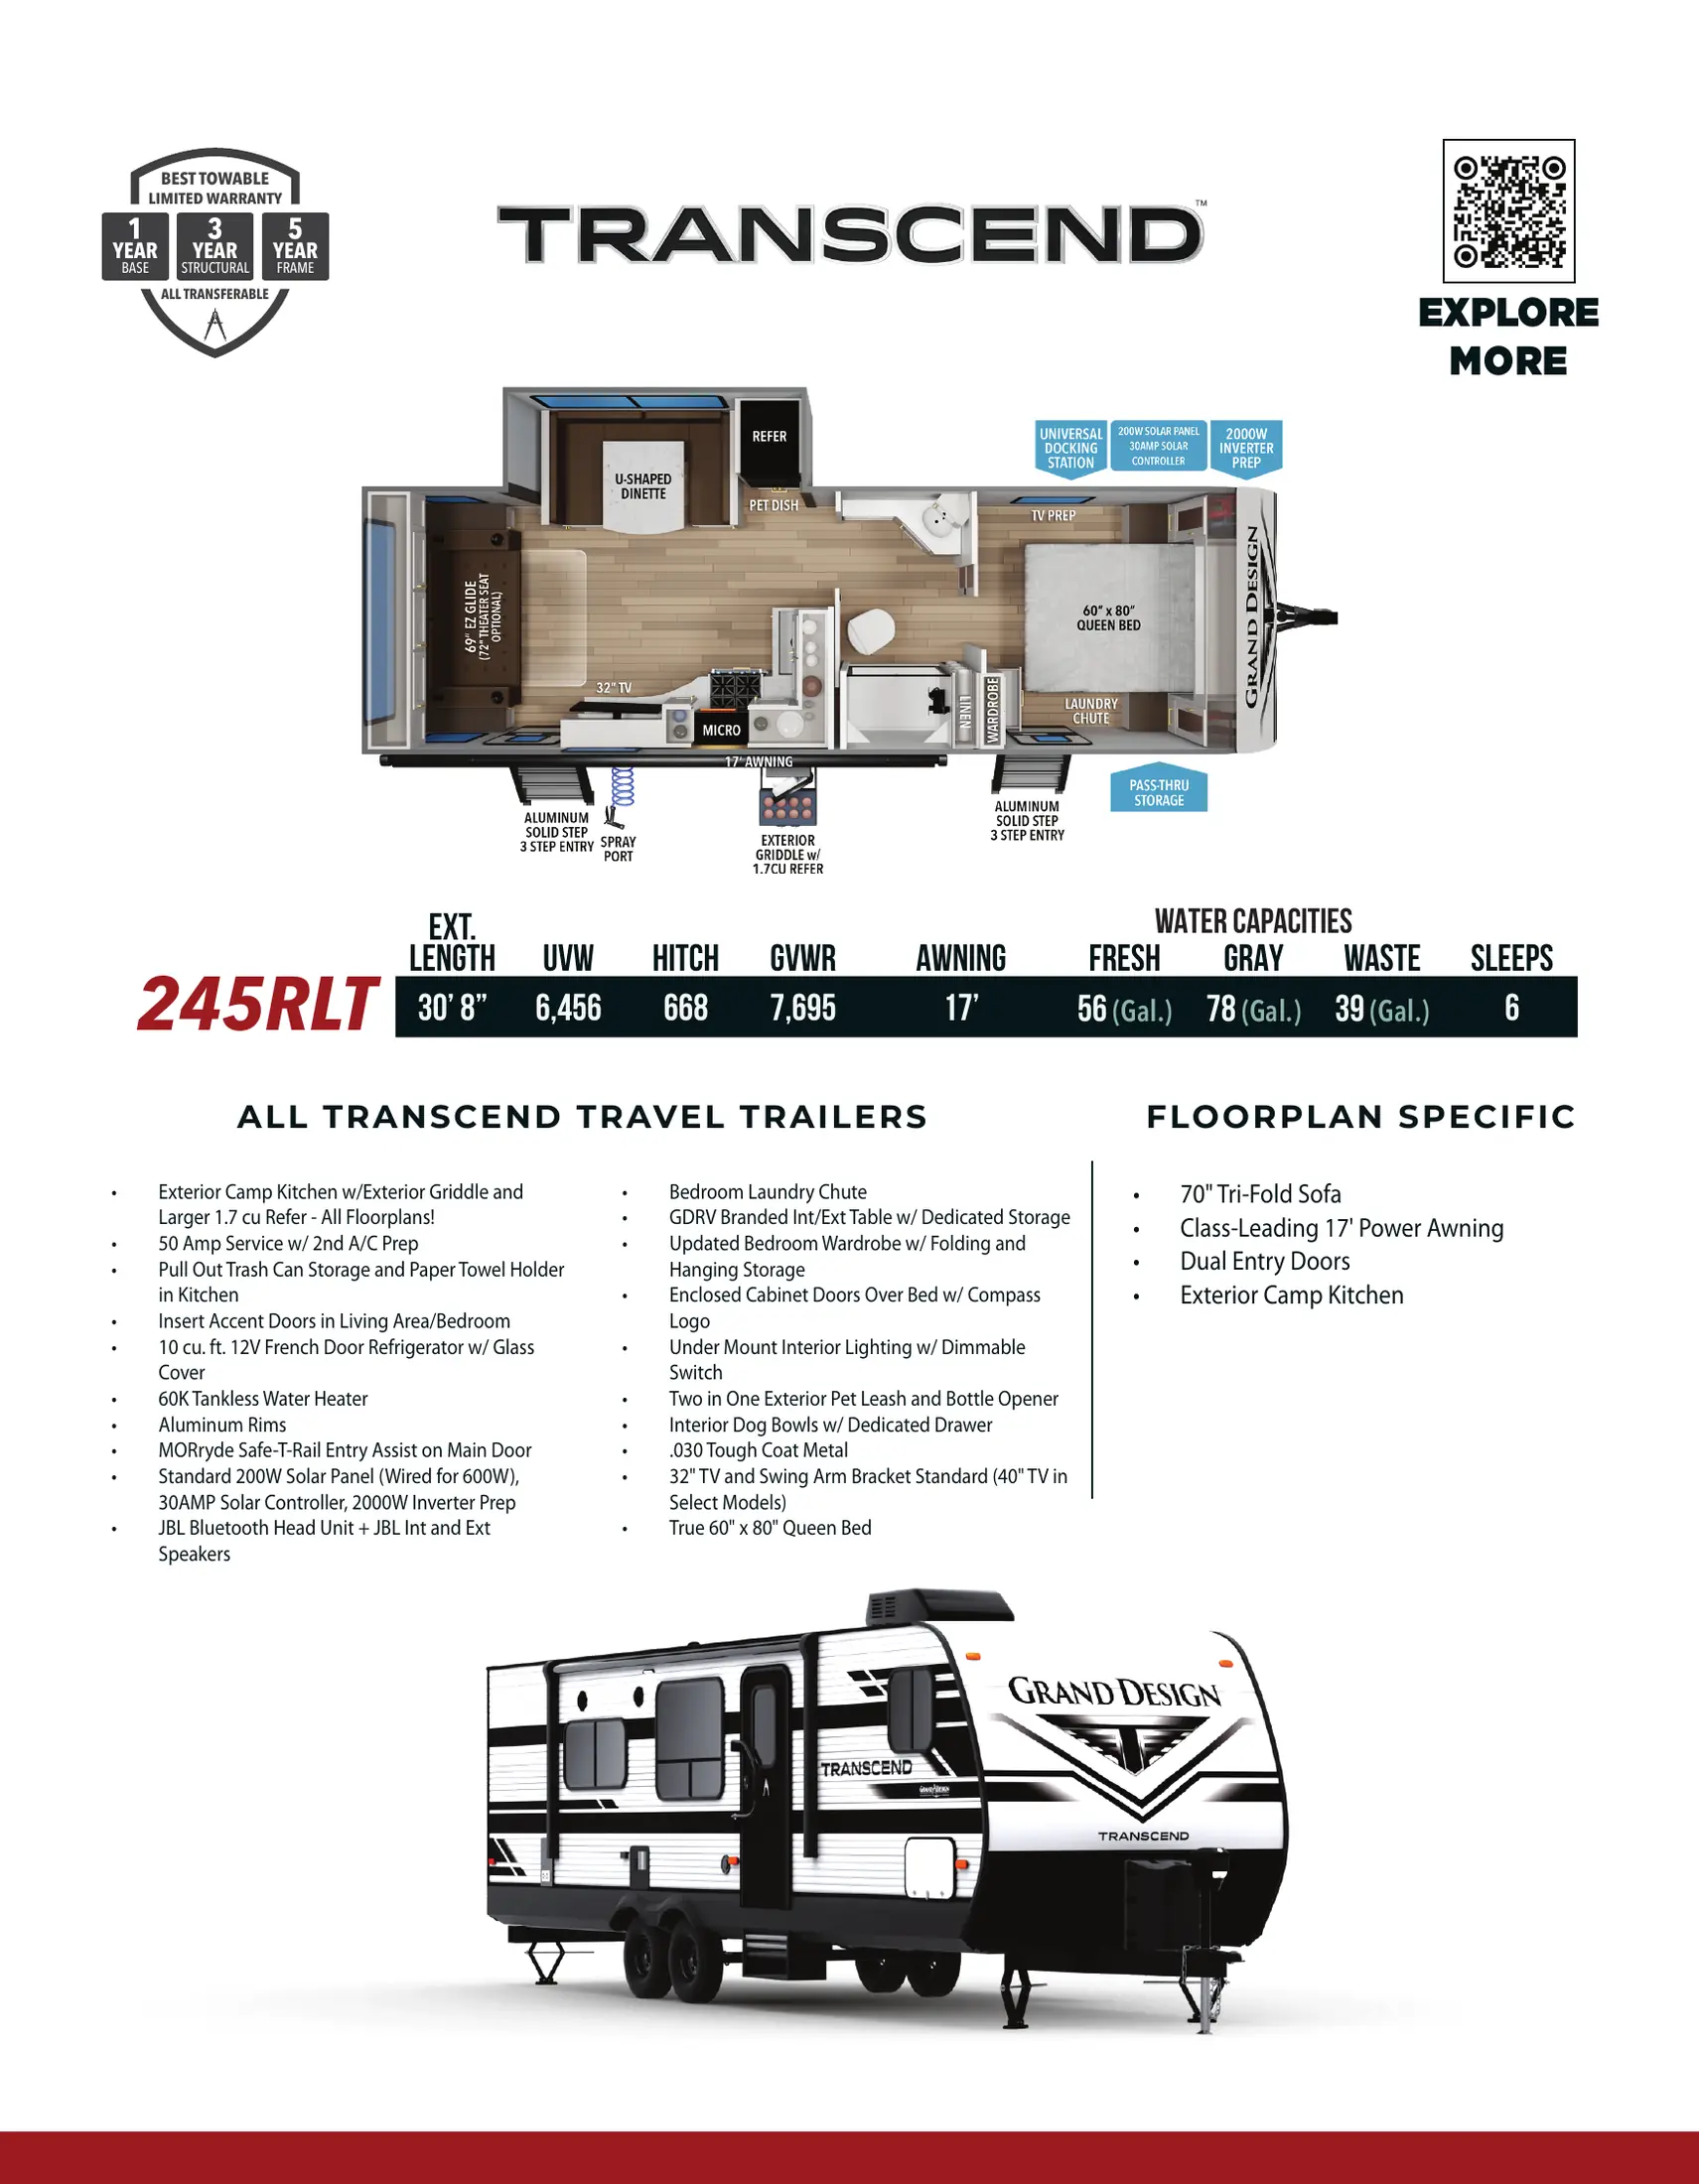 BEST TOWABLE
LIMITED WARRANTY
1
YEAR
BASE
3
YEAR
STRUCTURAL
5
YEAR
FRAME
ALL TRANSFERABLE
TRANSCEND™
EXPLORE
MORE
REFER
U-SHAPED
DINETTE
PET DISH
UNIVERSAL
DOCKING
STATION
200W SOLAR PANEL
30AMP SOLAR
CONTROLLER
2000W
INVERTER
PREP
TV PREP
69" EZ GLIDE
(72" THEATER SEAT
OPTIONAL)
60" x 80"
QUEEN BED
GRAND DESIGN
32" TV
MICRO
LINEN
WARDROBE
LAUNDRY
CHUTE
17' AWNING
PASS-THRU
STORAGE
ALUMINUM
SOLID STEP
3 STEP ENTRY
SPRAY
PORT
EXTERIOR
GRIDDLE w/
1.7CU REFER
ALUMINUM
SOLID STEP
3 STEP ENTRY
WATER CAPACITIES
EXT.
LENGTH UVW HITCH GVWR AWNING FRESH GRAY WASTE SLEEPS
245RLT 30’ 8” 6,456 668 7,695 17’ 56 (Gal.) 78 (Gal.) 39 (Gal.) 6
ALL TRANSCEND TRAVEL TRAILERS
• Exterior Camp Kitchen w/Exterior Griddle and
Larger 1.7 cu Refer - All Floorplans!
• 50 Amp Service w/ 2nd A/C Prep
• Pull Out Trash Can Storage and Paper Towel Holder
in Kitchen
• Insert Accent Doors in Living Area/Bedroom
• 10 cu. ft. 12V French Door Refrigerator w/ Glass
Cover
• 60K Tankless Water Heater
• Aluminum Rims
• MORryde Safe-T-Rail Entry Assist on Main Door
• Standard 200W Solar Panel (Wired for 600W),
30AMP Solar Controller, 2000W Inverter Prep
• JBL Bluetooth Head Unit + JBL Int and Ext
Speakers
• Bedroom Laundry Chute
• GDRV Branded Int/Ext Table w/ Dedicated Storage
• Updated Bedroom Wardrobe w/ Folding and
Hanging Storage
• Enclosed Cabinet Doors Over Bed w/ Compass
Logo
• Under Mount Interior Lighting w/ Dimmable
Switch
• Two in One Exterior Pet Leash and Bottle Opener
• Interior Dog Bowls w/ Dedicated Drawer
• .030 Tough Coat Metal
• 32" TV and Swing Arm Bracket Standard (40" TV in
Select Models)
• True 60" x 80" Queen Bed
FLOORPLAN SPECIFIC
• 70" Tri-Fold Sofa
• Class-Leading 17' Power Awning
• Dual Entry Doors
• Exterior Camp Kitchen
GRAND DESIGN
TRANSCEND
GRAND DESIGN
TRANSCEND